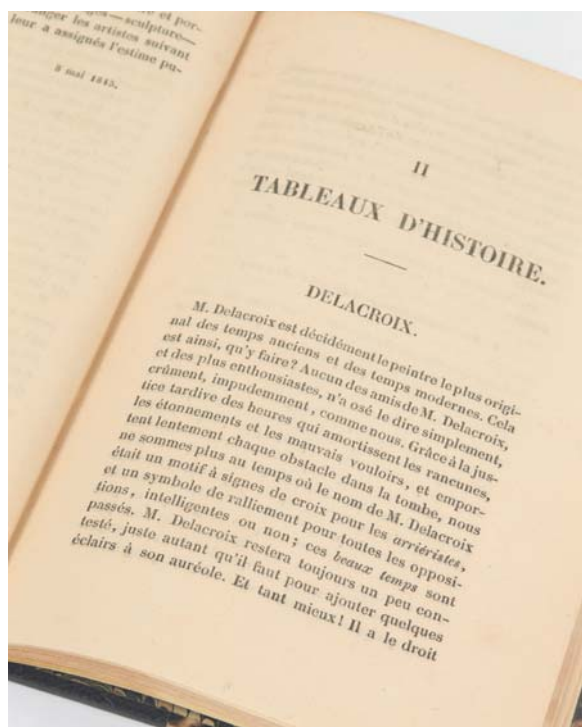 et por-
sculpture—
ger les artistes suivant
leur a assignés l'estime pu-
8 mai 1845.
II
TABLEAUX D'HISTOIRE.
DELACROIX.
M. Delacroix est décidément le peintre le plus origi-
nal des temps anciens et des temps modernes. Cela
est ainsi, qu'y faire? Aucun des amis de M. Delacroix,
et des plus enthousiastes, n'a osé le dire simplement,
crûment, impudemment, comme nous. Grâce à la jus-
tice tardive des heures qui amortissent les rancunes,
les étonnements et les mauvais vouloirs, et empor-
tent lentement chaque obstacle dans la tombe, nous
ne sommes plus au temps où le nom de M. Delacroix
était un motif à signes de croix pour les arriéristes,
et un symbole de ralliement pour toutes les opposi-
tions, intelligentes ou non; ces beaux temps sont
passés. M. Delacroix restera toujours un peu con-
testé, juste autant qu'il faut pour ajouter quelques
éclairs à son auréole. Et tant mieux! Il a le droit